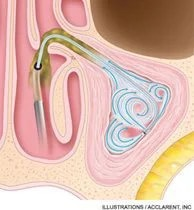 ILLUSTRATIONS / ACCLARENT, INC